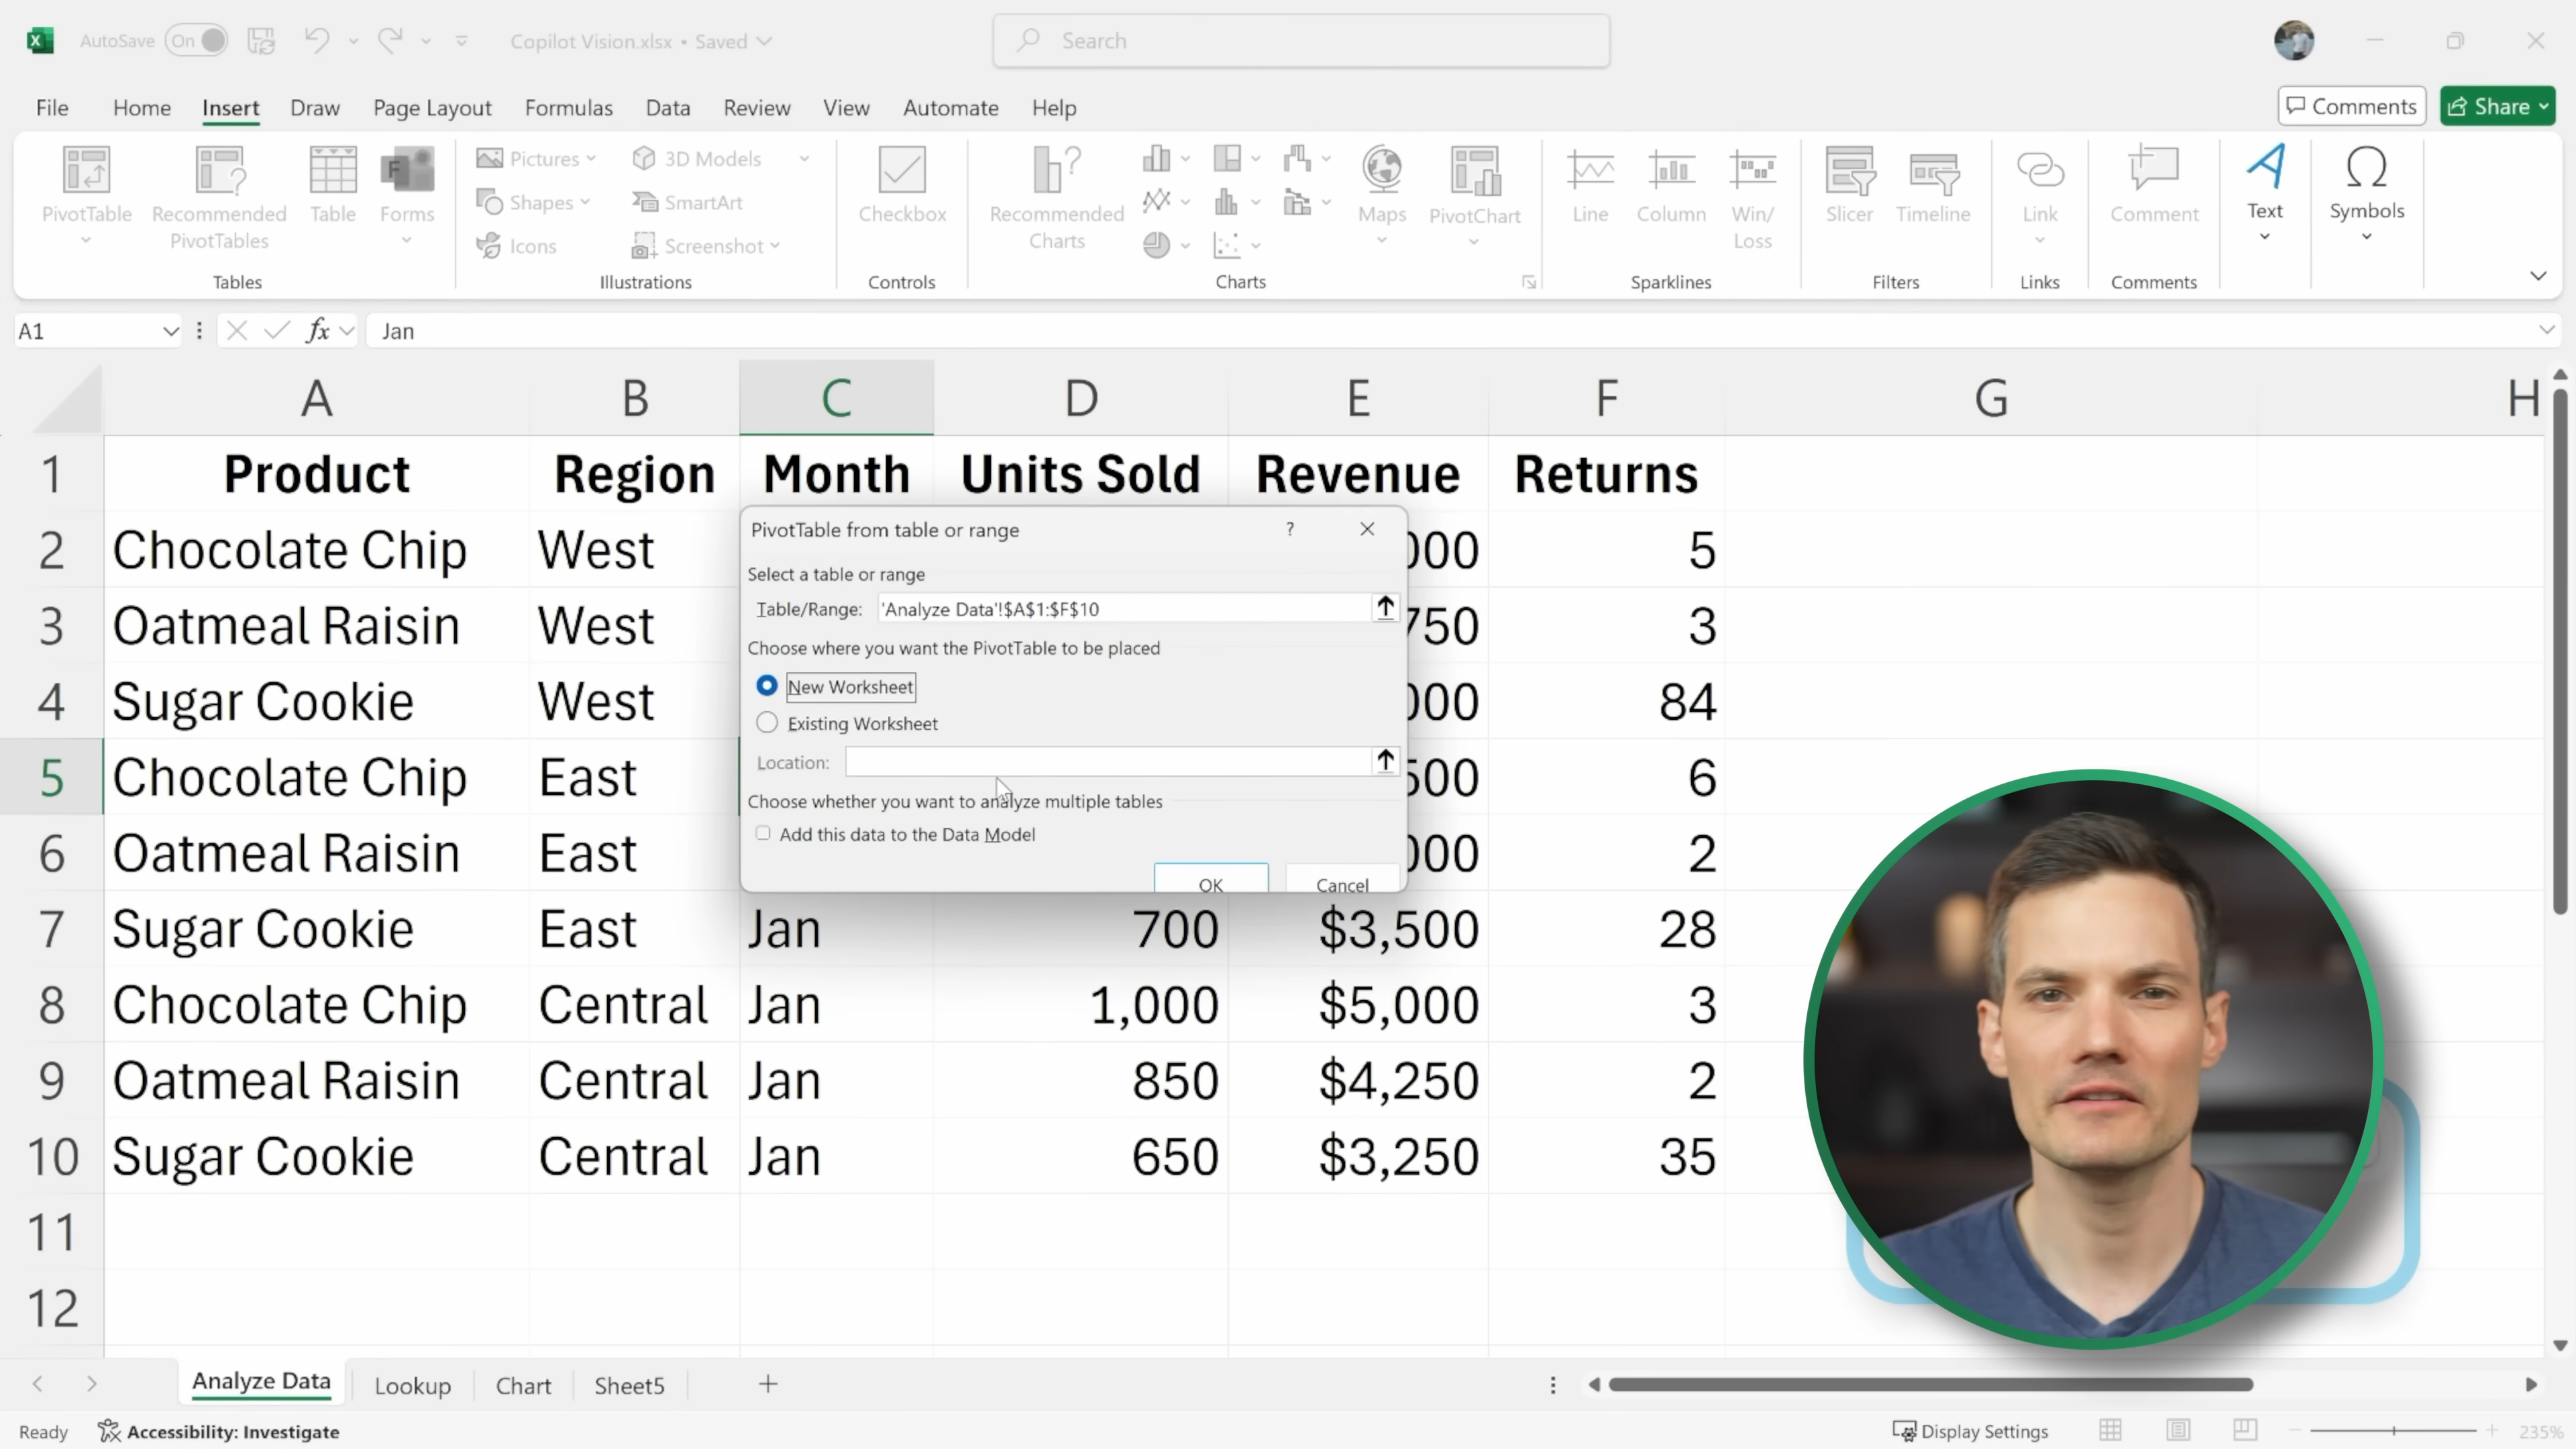 AutoSave On Copilot Vision.xlsx • Saved Search
File Home Insert Draw Page Layout Formulas Data Review View Automate Help Comments Share
PivotTable Recommended PivotTables Table Forms
Tables
Pictures 3D Models
Shapes SmartArt
Icons Screenshot
Illustrations
Checkbox
Controls
Recommended Charts Maps PivotChart
Charts
Line Column Win/Loss
Sparklines
Slicer Timeline
Filters
Link
Links
Comment
Comments
Text
Symbols
A1 fx Jan
A B C D E F G H
1 Product Region Month Units Sold Revenue Returns
2 Chocolate Chip West 000 5
3 Oatmeal Raisin West 750 3
4 Sugar Cookie West 000 84
5 Chocolate Chip East 500 6
6 Oatmeal Raisin East 000 2
7 Sugar Cookie East Jan 700 $3,500 28
8 Chocolate Chip Central Jan 1,000 $5,000 3
9 Oatmeal Raisin Central Jan 850 $4,250 2
10 Sugar Cookie Central Jan 650 $3,250 35
11
12
PivotTable from table or range ?
Select a table or range
Table/Range: 'Analyze Data'!$A$1:$F$10
Choose where you want the PivotTable to be placed
New Worksheet
Existing Worksheet
Location:
Choose whether you want to analyze multiple tables
Add this data to the Data Model
OK Cancel
Analyze Data Lookup Chart Sheet5
Ready Accessibility: Investigate Display Settings 235%